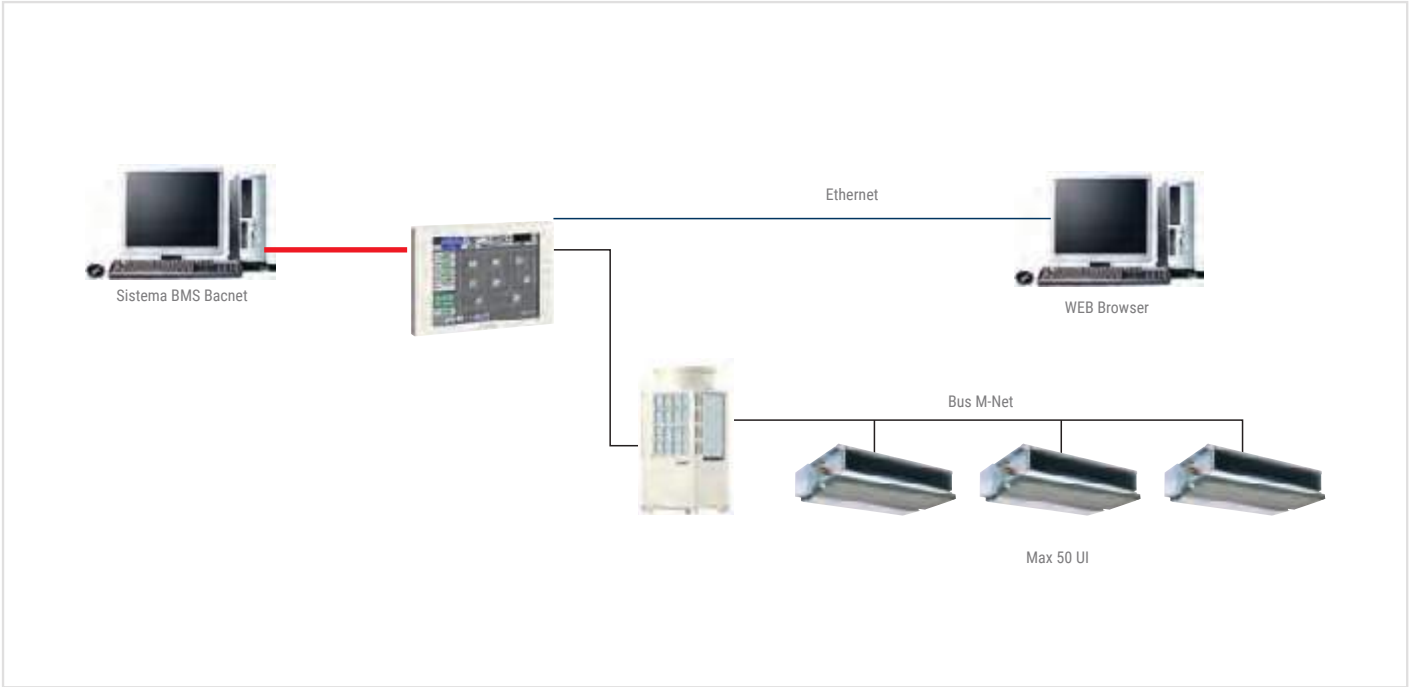 Ethernet
Sistema BMS Bacnet
WEB Browser
Bus M-Net
Max 50 UI